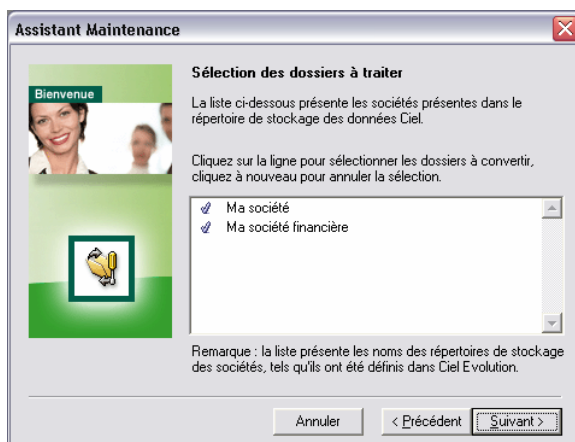 Assistant Maintenance
Bienvenue
Sélection des dossiers à traiter
La liste ci-dessous présente les sociétés présentes dans le
répertoire de stockage des données Ciel.
Cliquez sur la ligne pour sélectionner les dossiers à convertir,
cliquez à nouveau pour annuler la sélection.
Ma société
Ma société financière
Remarque : la liste présente les noms des répertoires de stockage
des sociétés, tels qu'ils ont été définis dans Ciel Evolution.
Annuler
< Précédent
Suivant >